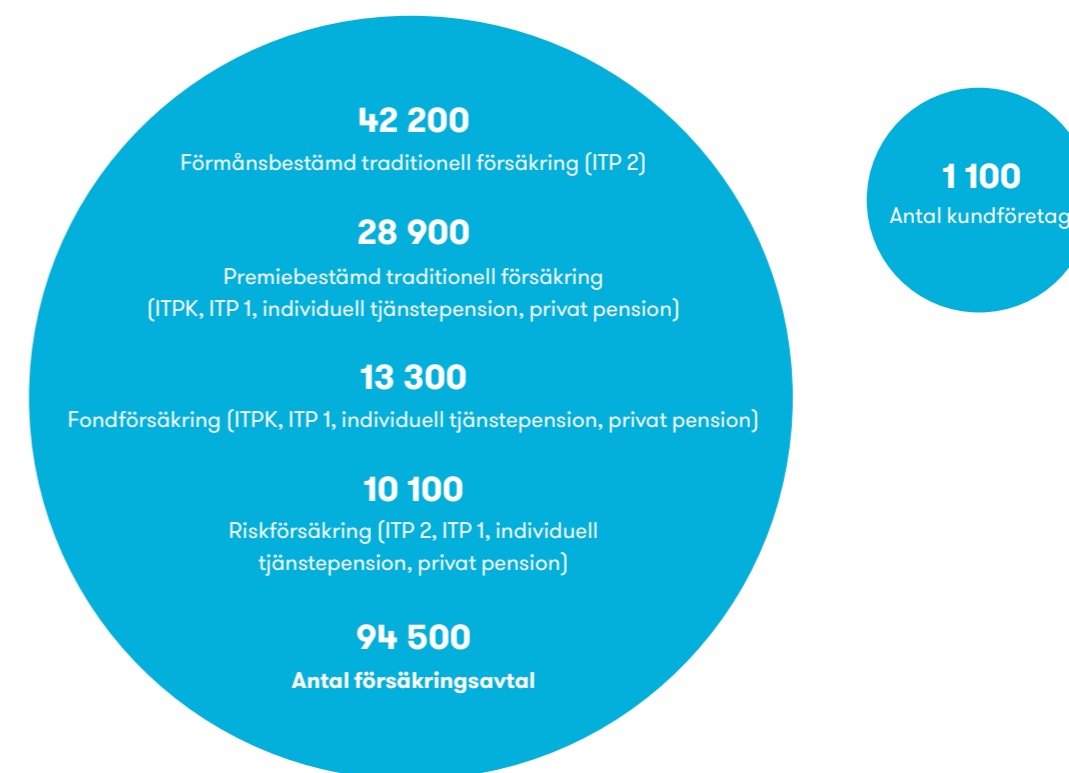 42 200
Förmånsbestämd traditionell försäkring (ITP 2)
28 900
Premiebestämd traditionell försäkring
(ITPK, ITP 1, individuell tjänstepension, privat pension)
13 300
Fondförsäkring (ITPK, ITP 1, individuell tjänstepension, privat pension)
10 100
Riskförsäkring (ITP 2, ITP 1, individuell
tjänstepension, privat pension)
94 500
Antal försäkringsavtal
1 100
Antal kundföretag